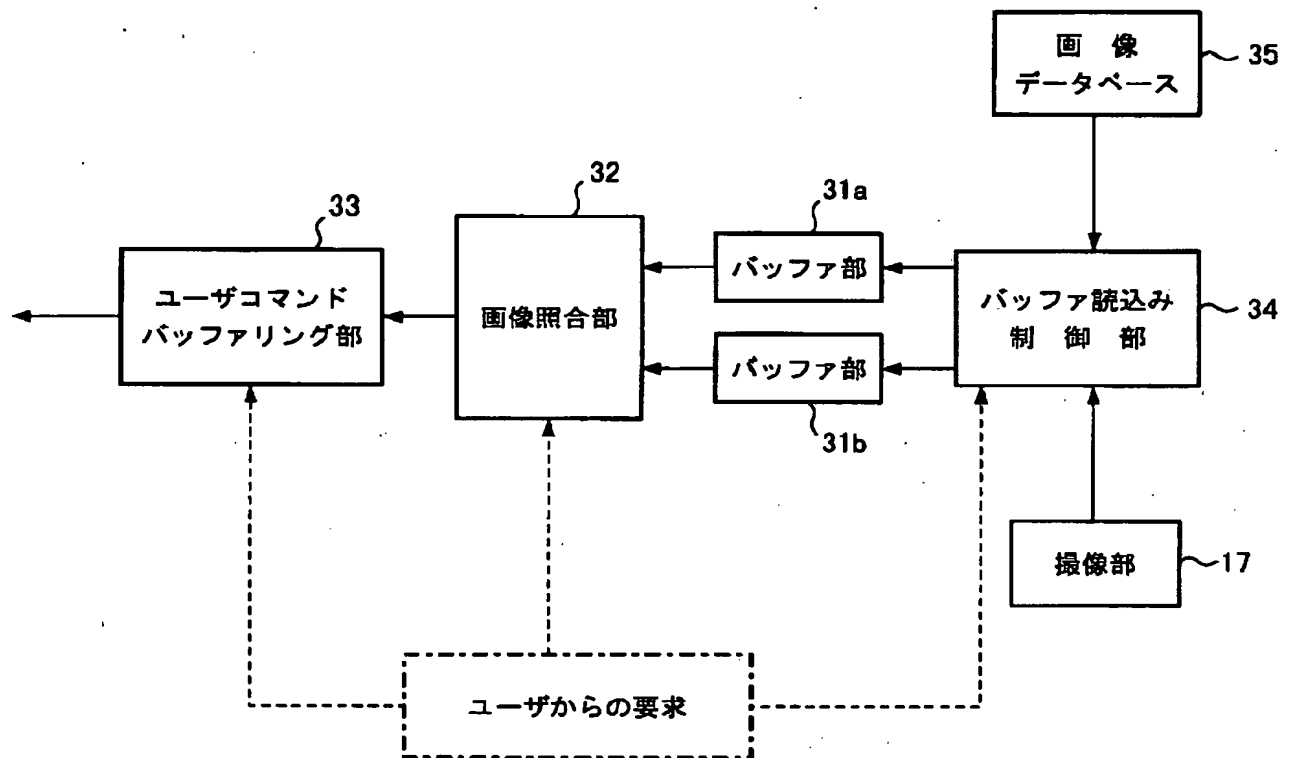 画 像
データベース
35
32
31a
33
バッファ部
ユーザコマンド
バッファリング部
画像照合部
バッファ読込み
制 御 部
34
バッファ部
31b
撮像部
17
ユーザからの要求